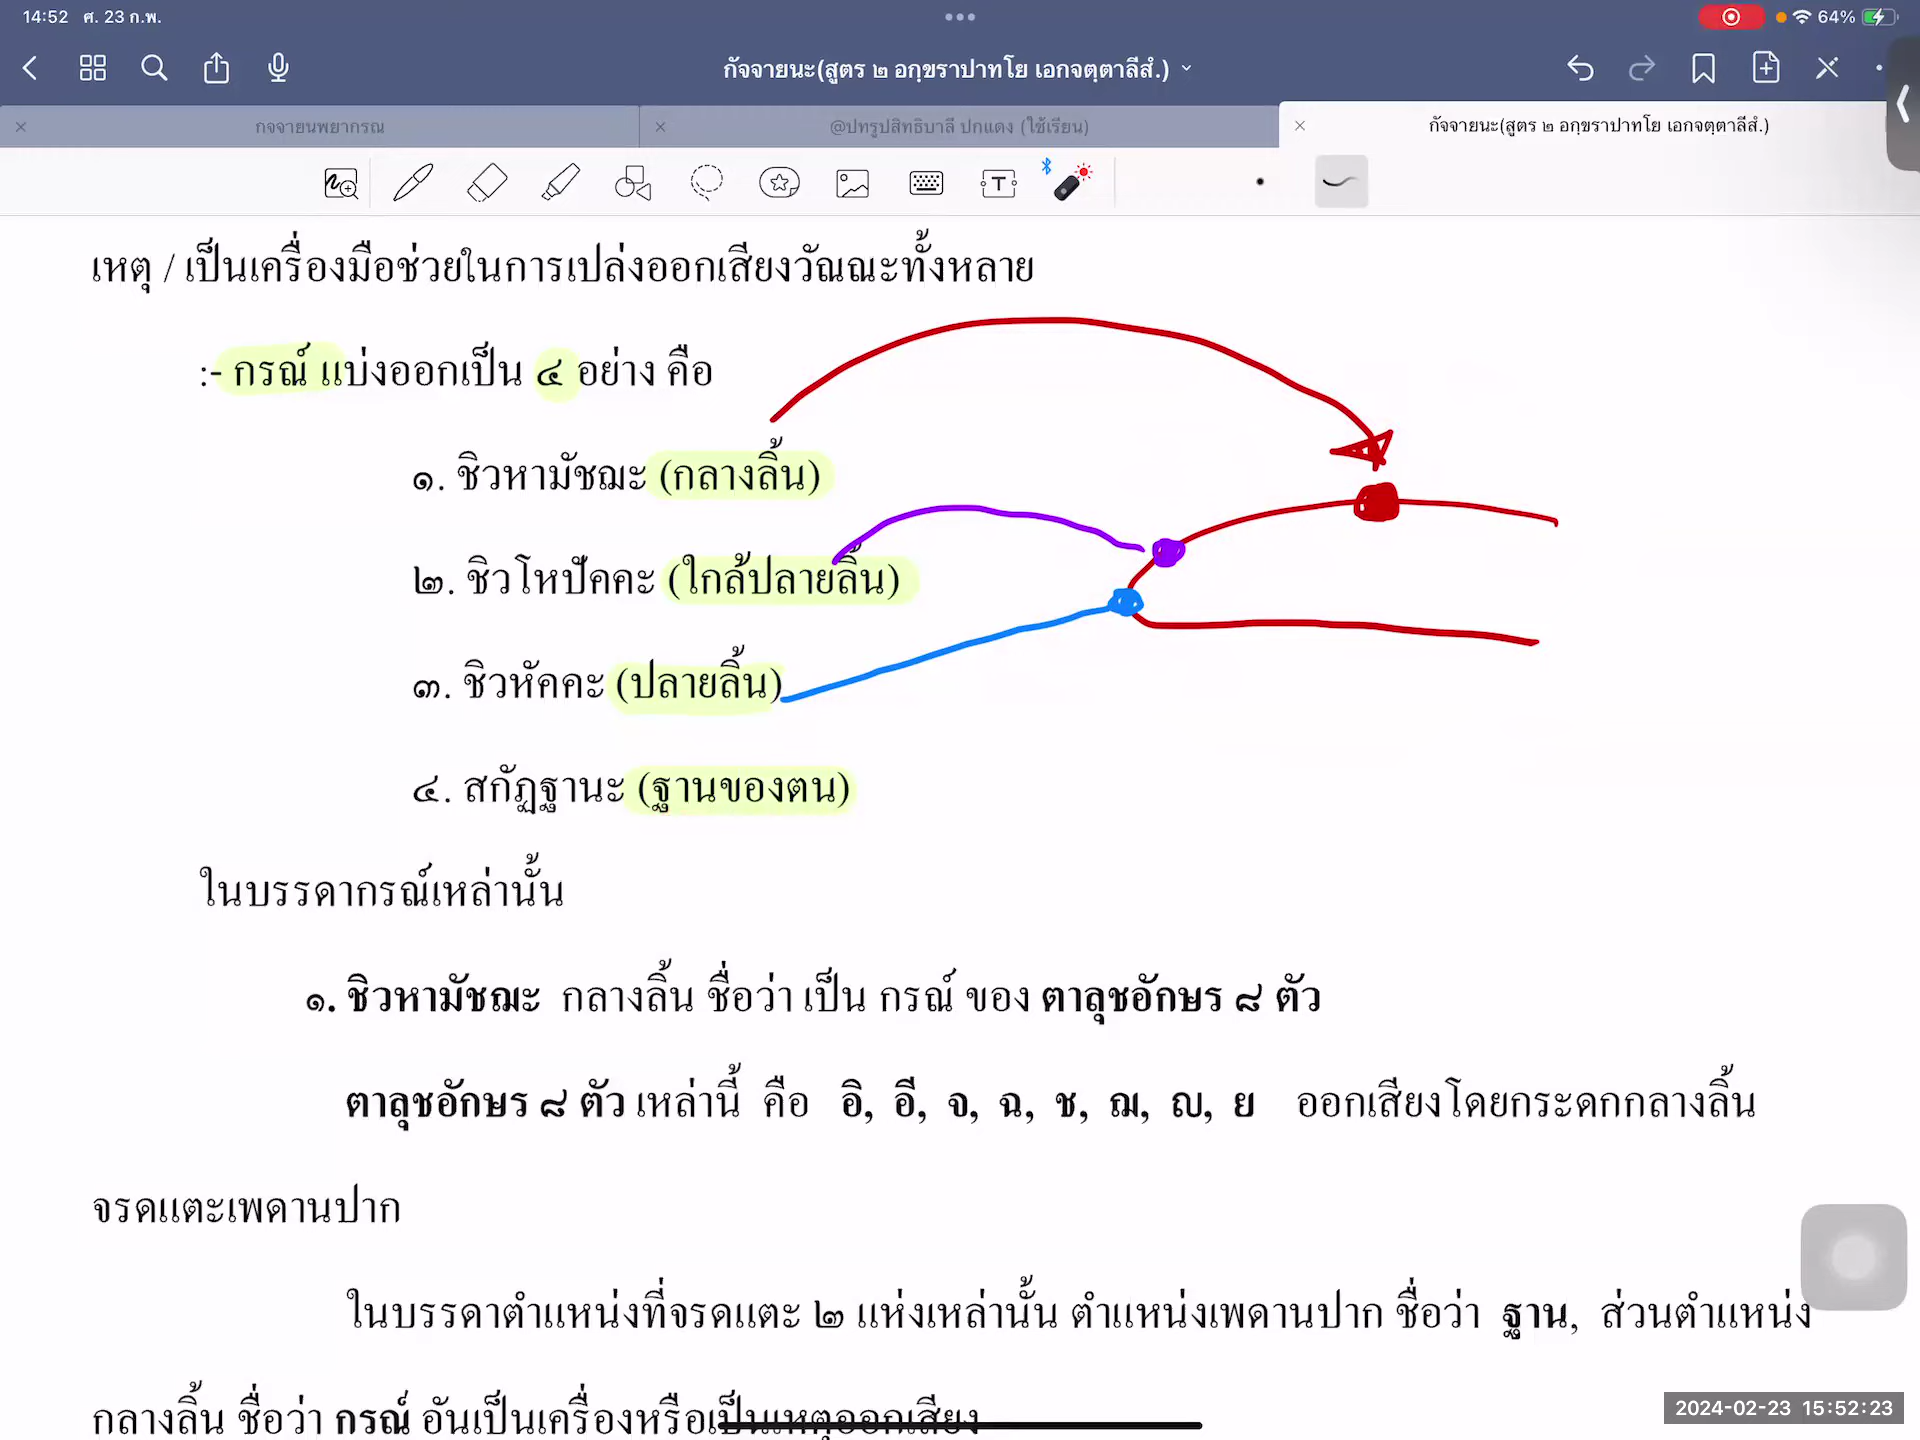 14:52 ศ. 23 ก.พ.
64%
กัจจายนะ(สูตร ๒ อกฺขราปาทโย เอกจตฺตาลีสํ.)
กจจายนพยากรณ
@ปทรูปสิทธิบาลี ปกแดง (ใช้เรียน)
กัจจายนะ(สูตร ๒ อกฺขราปาทโย เอกจตฺตาลีสํ.)
เหตุ / เป็นเครื่องมือช่วยในการเปล่งออกเสียงวัณณะทั้งหลาย
:- กรณ์ แบ่งออกเป็น ๔ อย่าง คือ
๑. ชิวหามัชฌะ (กลางลิ้น)
๒. ชิวโหปัคคะ (ใกล้ปลายลิ้น)
๓. ชิวหัคคะ (ปลายลิ้น)
๔. สกัฏฐานะ (ฐานของตน)
ในบรรดากรณ์เหล่านั้น
๑. ชิวหามัชฌะ กลางลิ้น ชื่อว่า เป็น กรณ์ ของ ตาลุชอักษร ๘ ตัว
ตาลุชอักษร ๘ ตัว เหล่านี้ คือ อิ, อี, จ, ฉ, ช, ฌ, ญ, ย ออกเสียงโดยกระดกกลางลิ้น
จรดแตะเพดานปาก
ในบรรดาตำแหน่งที่จรดแตะ ๒ แห่งเหล่านั้น ตำแหน่งเพดานปาก ชื่อว่า ฐาน, ส่วนตำแหน่ง
กลางลิ้น ชื่อว่า กรณ์ อันเป็นเครื่องหรือเป็นเหตุออกเสียง
2024-02-23 15:52:23